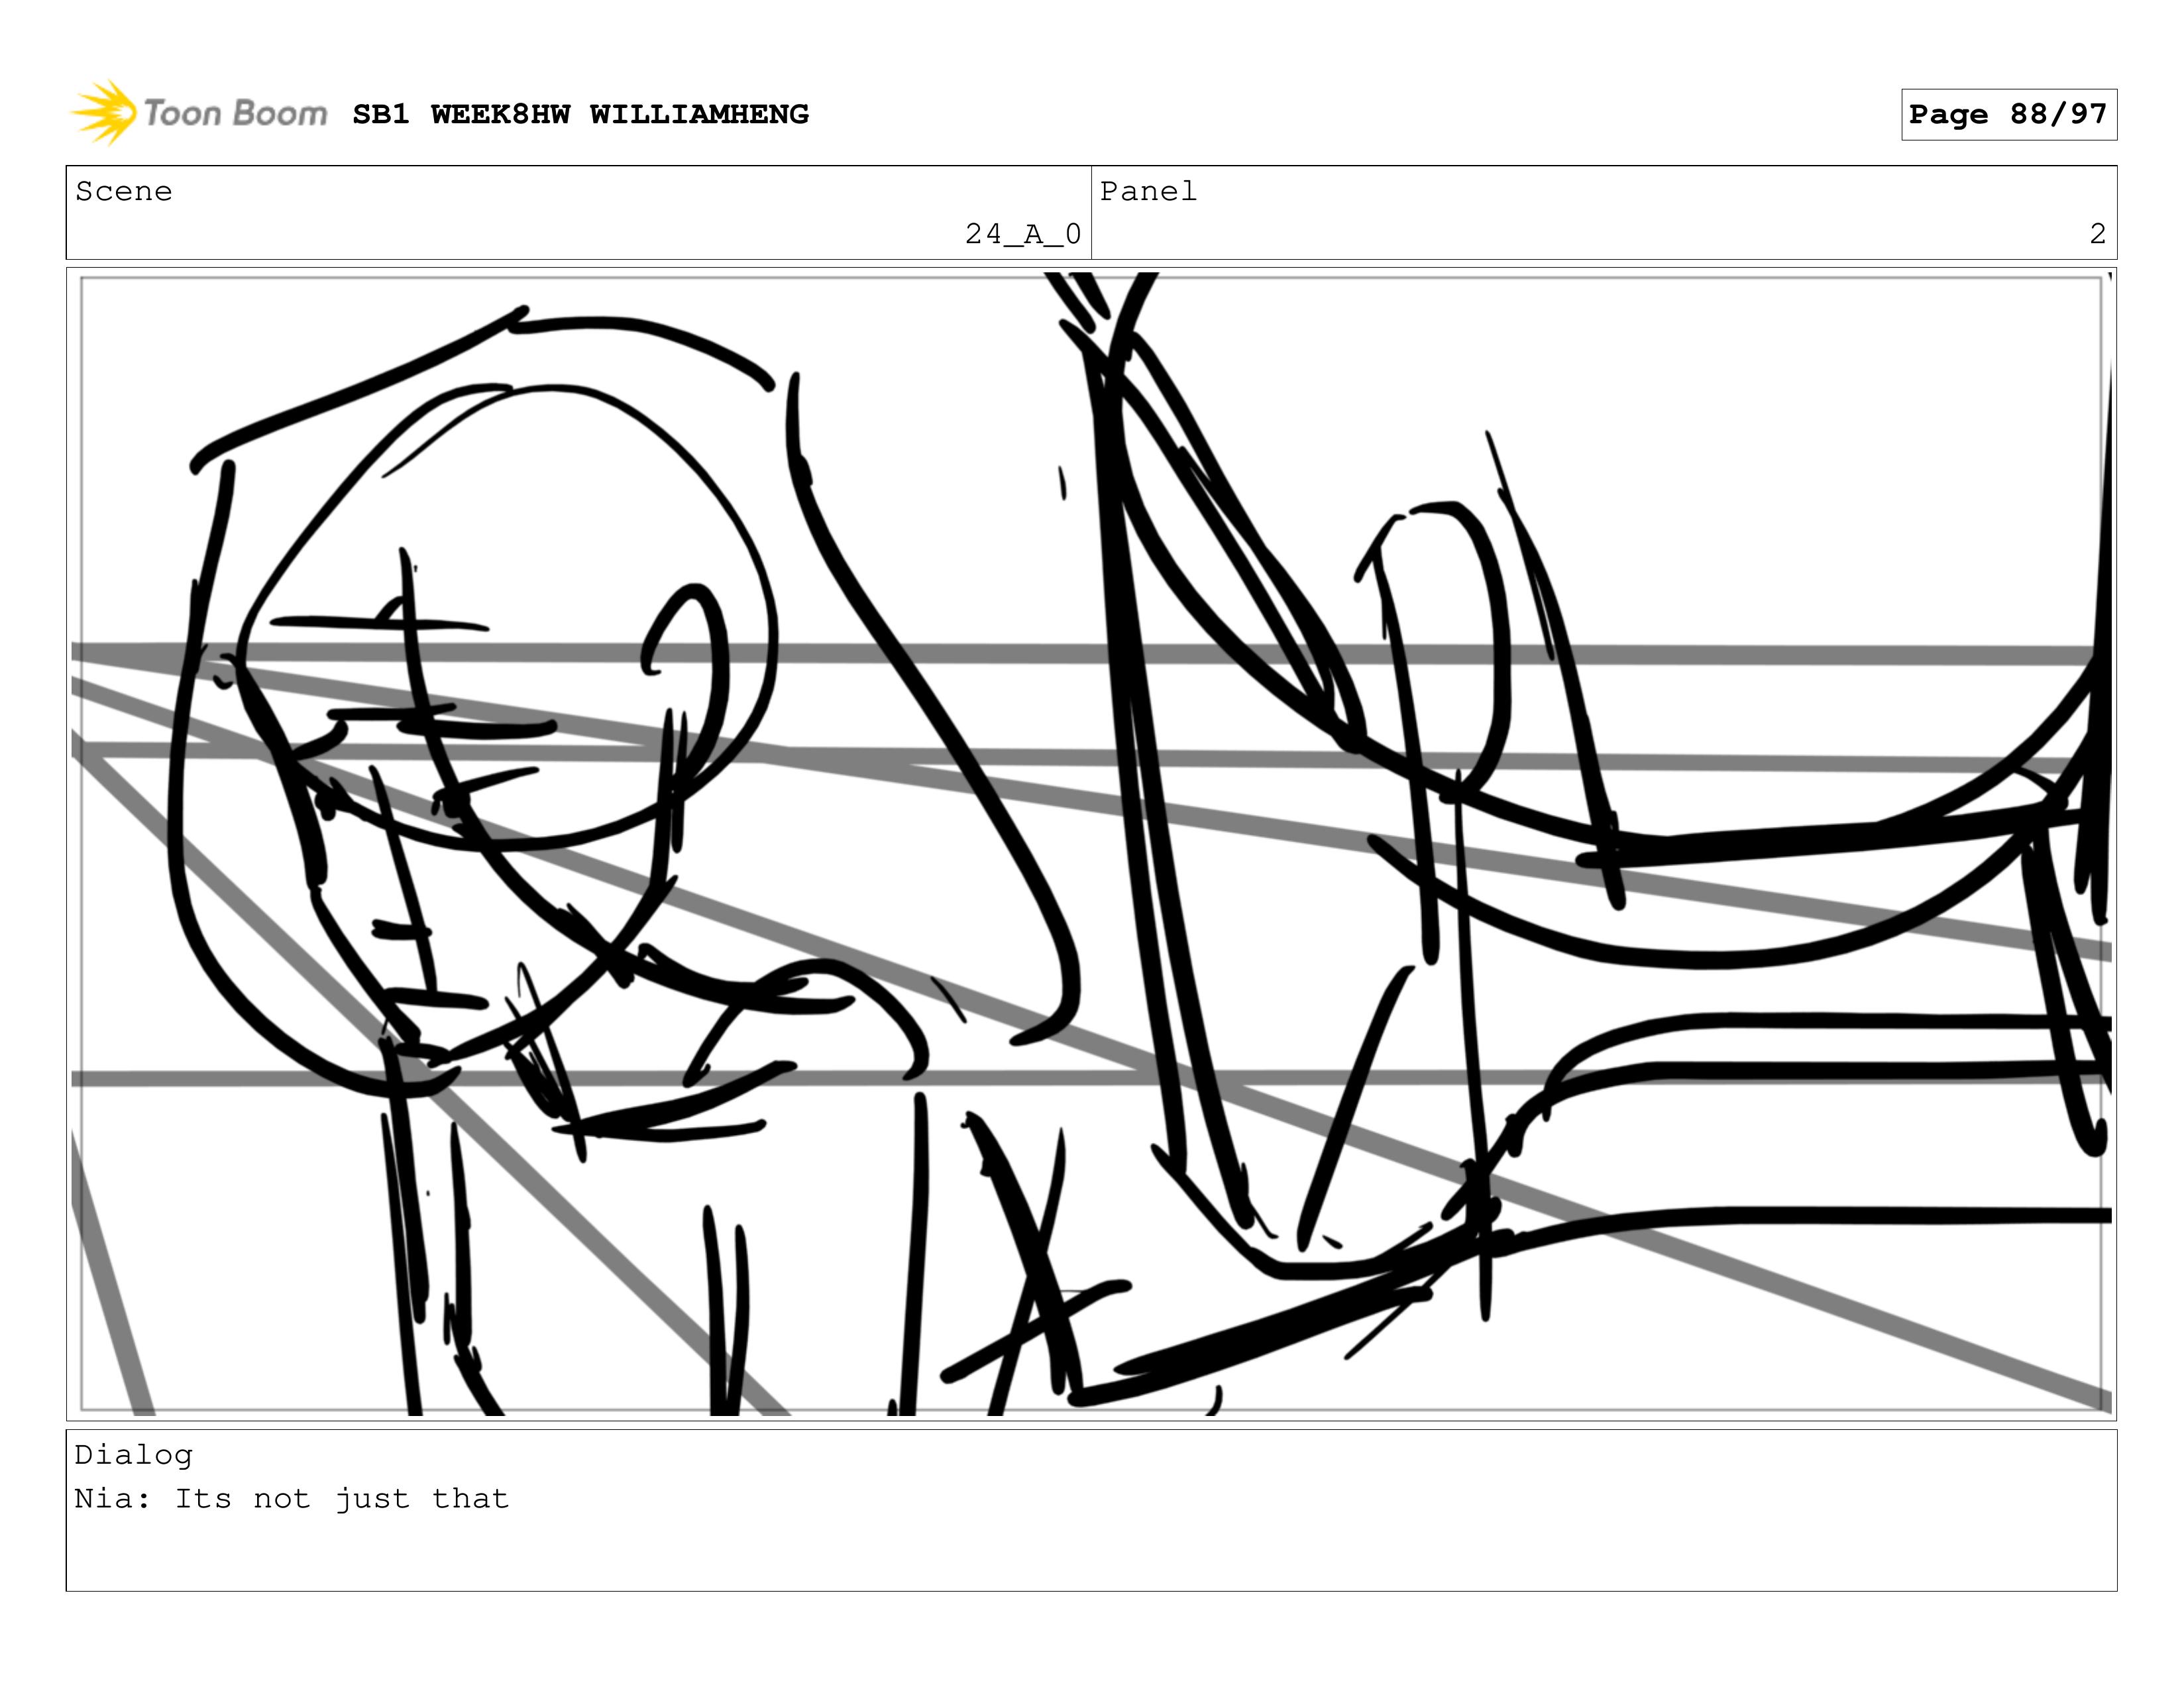 Toon Boom SB1 WEEK8HW WILLIAMHENG
Page 88/97
Scene
24_A_0
Panel
2
Dialog
Nia: Its not just that